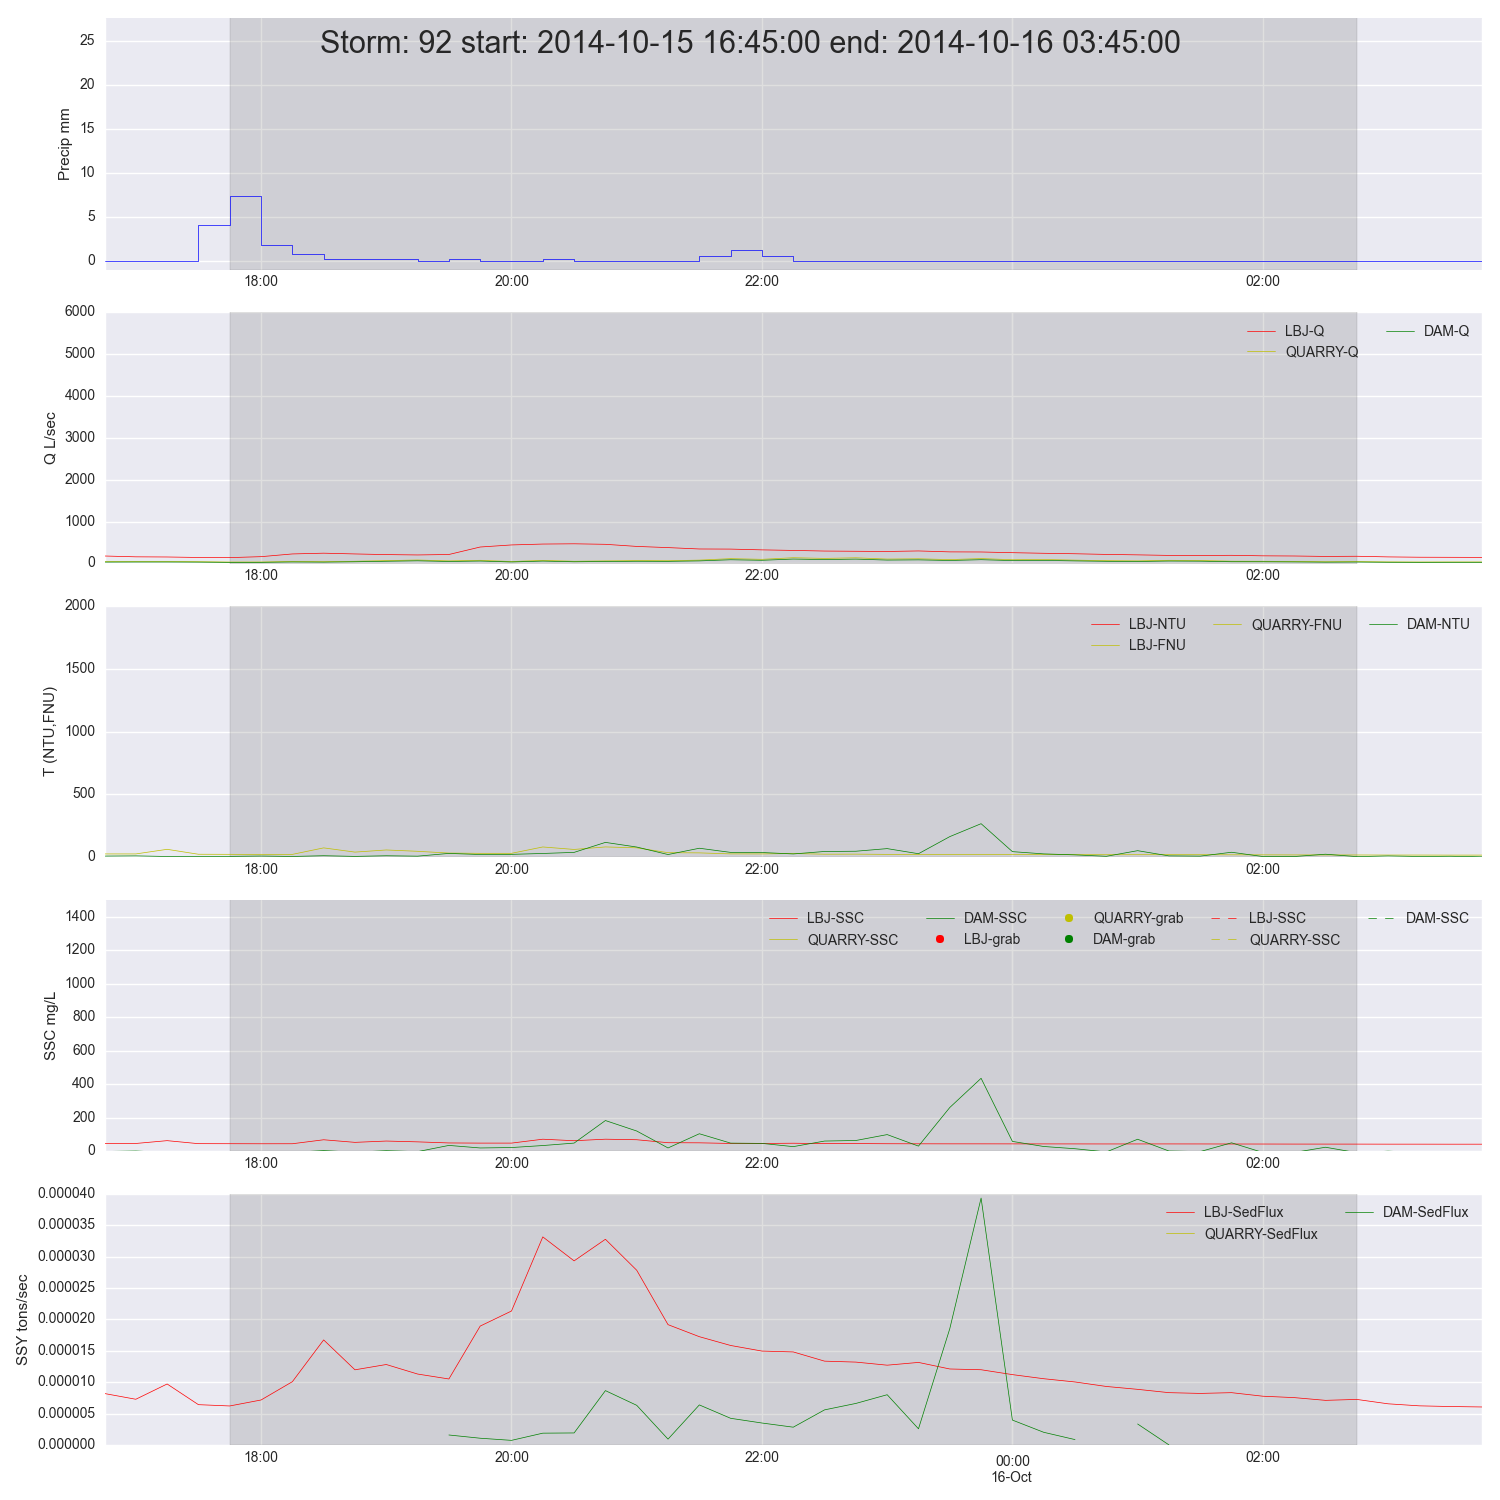 Storm: 92 start: 2014-10-15 16:45:00 end: 2014-10-16 03:45:00
Precip mm
25
20
15
10
5
0
18:00 20:00 22:00 02:00
Q L/sec
6000
5000
4000
3000
2000
1000
0
LBJ-Q DAM-Q
QUARRY-Q
18:00 20:00 22:00 02:00
T (NTU,FNU)
2000
1500
1000
500
0
LBJ-NTU QUARRY-FNU DAM-NTU
LBJ-FNU
18:00 20:00 22:00 02:00
SSC mg/L
1400
1200
1000
800
600
400
200
0
LBJ-SSC DAM-SSC QUARRY-grab LBJ-SSC DAM-SSC
QUARRY-SSC LBJ-grab DAM-grab QUARRY-SSC
18:00 20:00 22:00 02:00
SSY tons/sec
0.000040
0.000035
0.000030
0.000025
0.000020
0.000015
0.000010
0.000005
0.000000
LBJ-SedFlux DAM-SedFlux
QUARRY-SedFlux
18:00 20:00 22:00 00:00 02:00
16-Oct